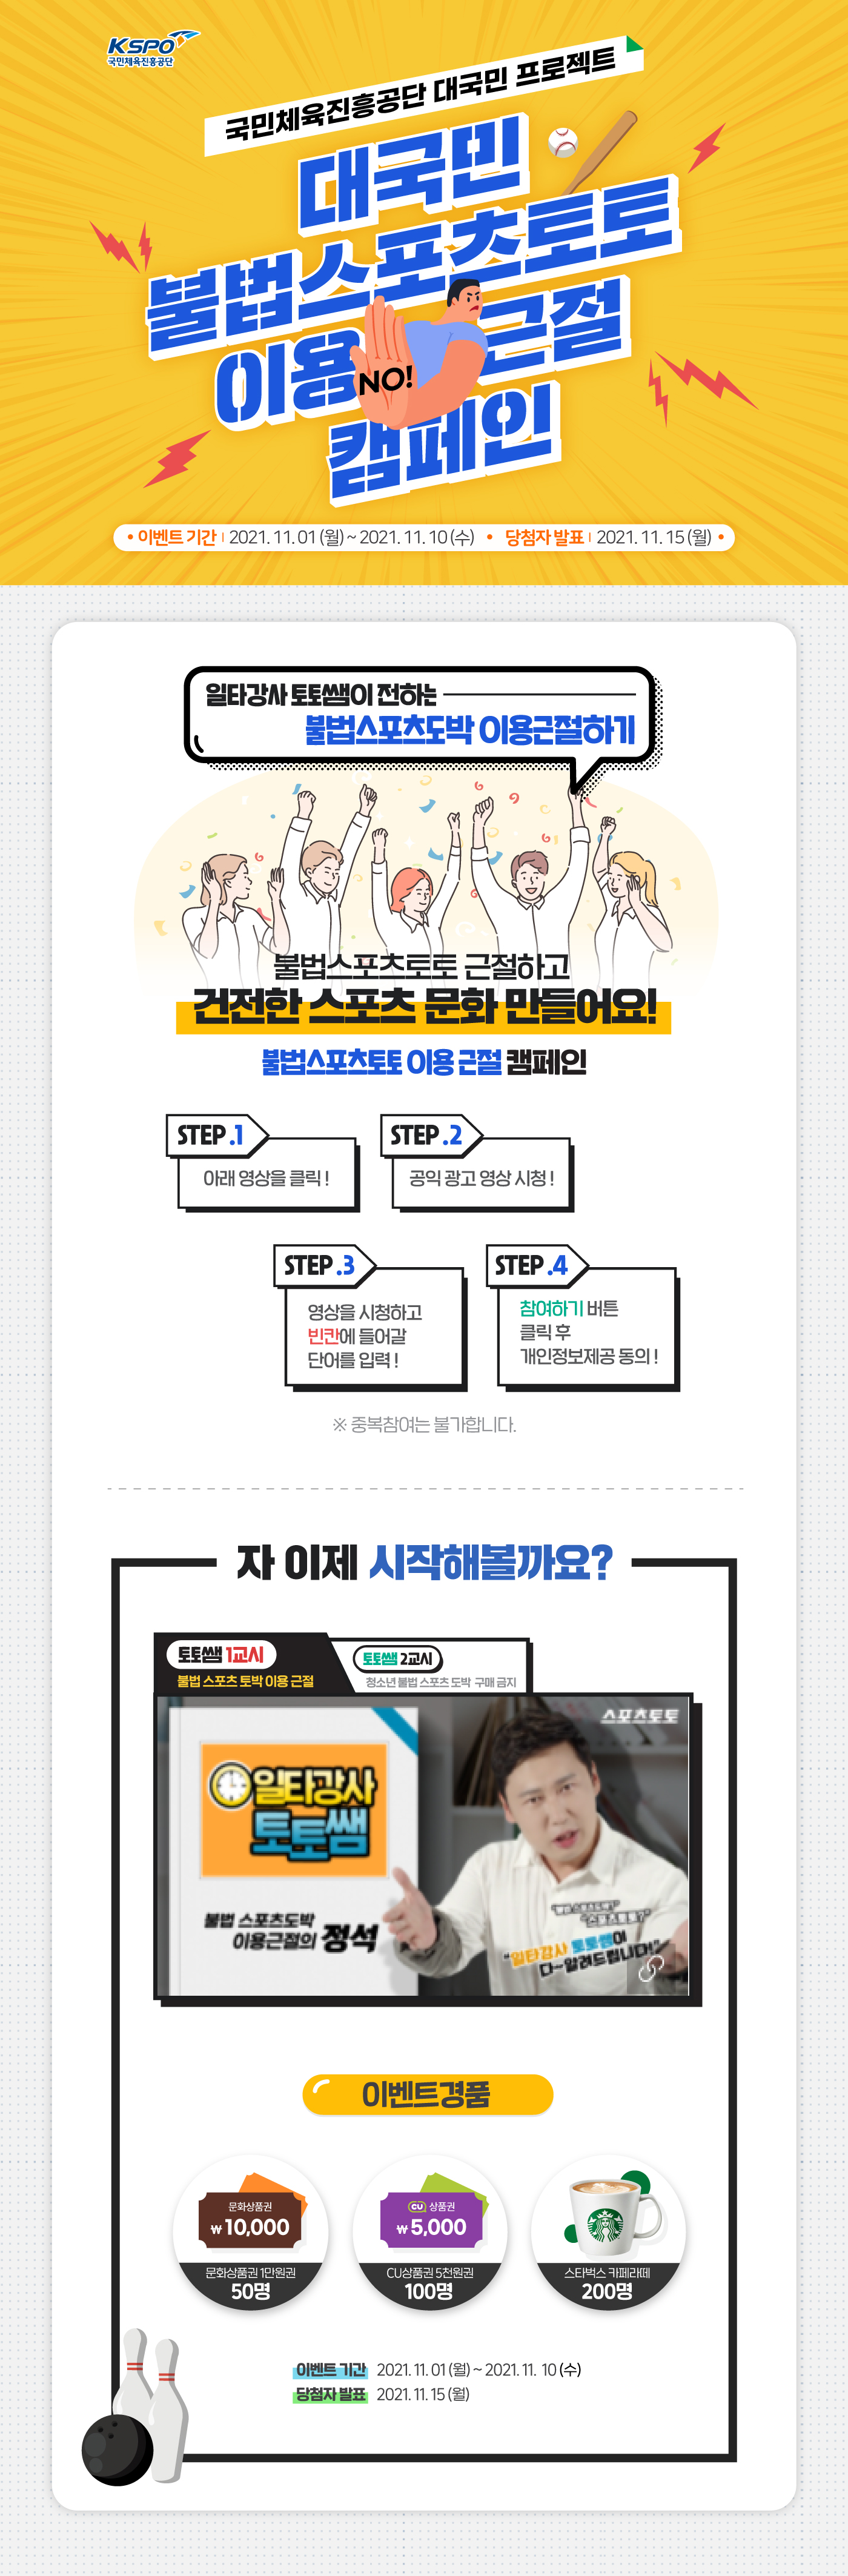 KSPO
국민체육진흥공단
국민체육진흥공단 대국민 프로젝트
대국민
불법스포츠토토
이용 근절
NO!
캠페인
• 이벤트 기간 | 2021. 11. 01 (월) ~ 2021. 11. 10 (수) • 당첨자 발표 | 2021. 11. 15 (월) •
일타강사 토토쌤이 전하는
불법스포츠도박 이용근절하기
불법스포츠토토 근절하고
건전한 스포츠 문화 만들어요!
불법스포츠토토 이용 근절 캠페인
STEP .1
아래 영상을 클릭 !
STEP .2
공익 광고 영상 시청 !
STEP .3
영상을 시청하고
빈칸에 들어갈
단어를 입력 !
STEP .4
참여하기 버튼
클릭 후
개인정보제공 동의 !
※ 중복참여는 불가합니다.
자 이제 시작해볼까요?
토토쌤 1교시
불법 스포츠 토박 이용 근절
토토쌤 2교시
청소년 불법 스포츠 도박 구매 금지
스포츠토토
일타강사
토토쌤
불법 스포츠도박
이용근절의 정석
"불법 스포츠도박?"
"스포츠토토?"
"일타강사 토토쌤이
다~알려드립니다!"
이벤트경품
문화상품권
₩ 10,000
문화상품권 1만원권
50명
CU 상품권
₩ 5,000
CU상품권 5천원권
100명
스타벅스 카페라떼
200명
이벤트 기간 2021. 11. 01 (월) ~ 2021. 11. 10 (수)
당첨자 발표 2021. 11. 15 (월)